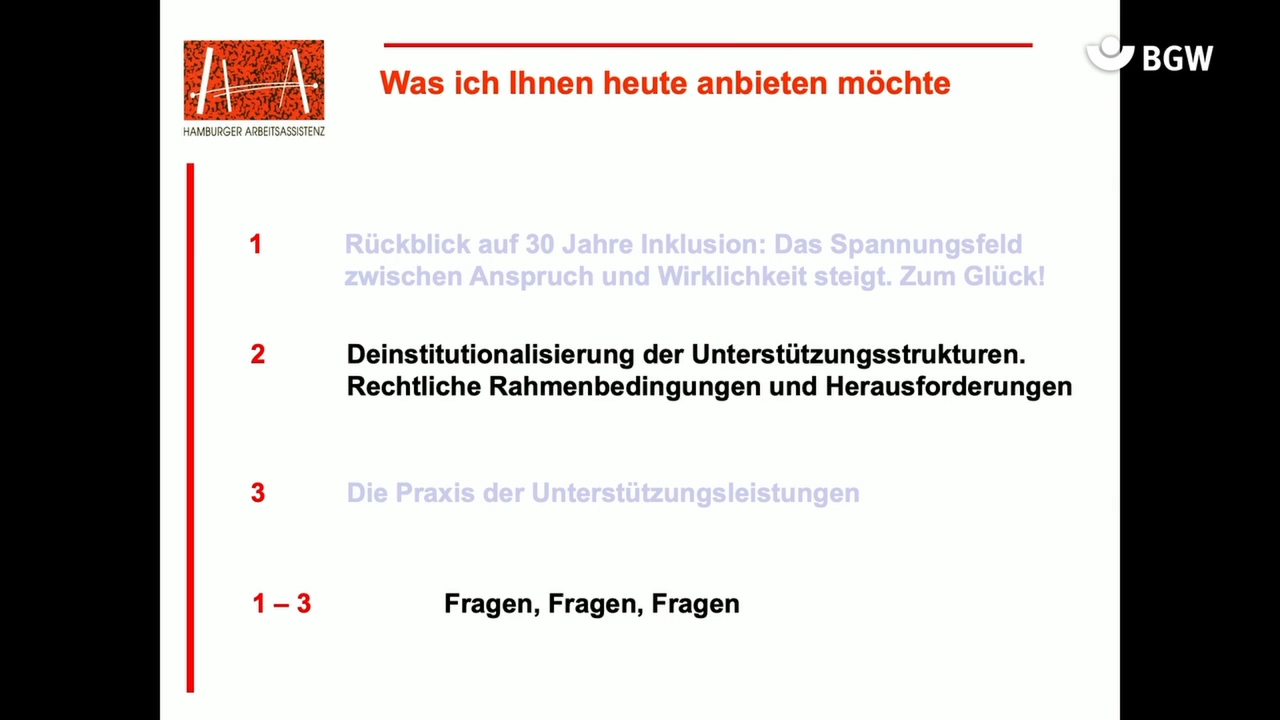 BGW
Was ich Ihnen heute anbieten möchte
HAMBURGER ARBEITSASSISTENZ
1 Rückblick auf 30 Jahre Inklusion: Das Spannungsfeld
zwischen Anspruch und Wirklichkeit steigt. Zum Glück!
2 Deinstitutionalisierung der Unterstützungsstrukturen.
Rechtliche Rahmenbedingungen und Herausforderungen
3 Die Praxis der Unterstützungsleistungen
1 – 3 Fragen, Fragen, Fragen